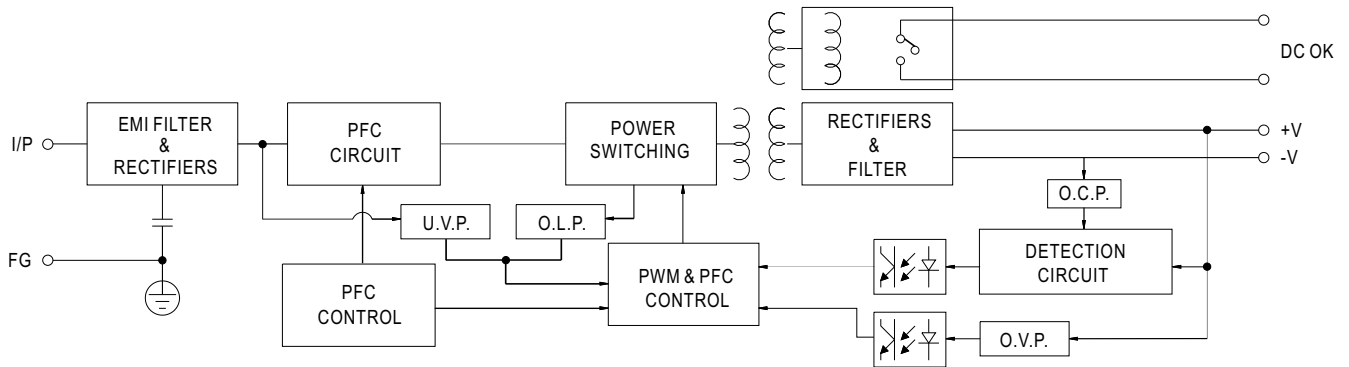 DC OK
I/P
EMI FILTER
&
RECTIFIERS
PFC
CIRCUIT
POWER
SWITCHING
RECTIFIERS
&
FILTER
+V
-V
O.C.P.
U.V.P.
O.L.P.
FG
PFC
CONTROL
PWM & PFC
CONTROL
DETECTION
CIRCUIT
O.V.P.